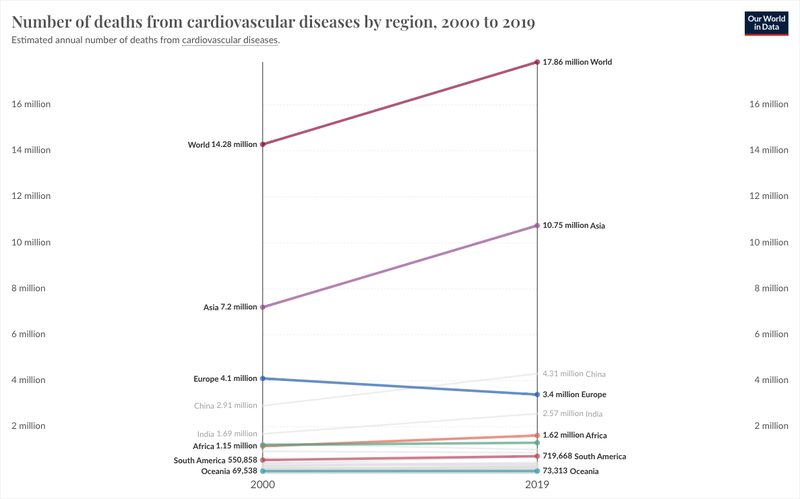 Number of deaths from cardiovascular diseases by region, 2000 to 2019
Our World
in Data
Estimated annual number of deaths from cardiovascular diseases.
17.86 million World
16 million
16 million
World 14.28 million
14 million
14 million
12 million
12 million
10.75 million Asia
10 million
10 million
8 million
8 million
Asia 7.2 million
6 million
6 million
Europe 4.1 million
4.31 million China
4 million
4 million
3.4 million Europe
China 2.91 million
2.57 million India
2 million
2 million
India 1.69 million
1.62 million Africa
Africa 1.15 million
South America 550,858
719,668 South America
Oceania 69,538
73,313 Oceania
2000
2019